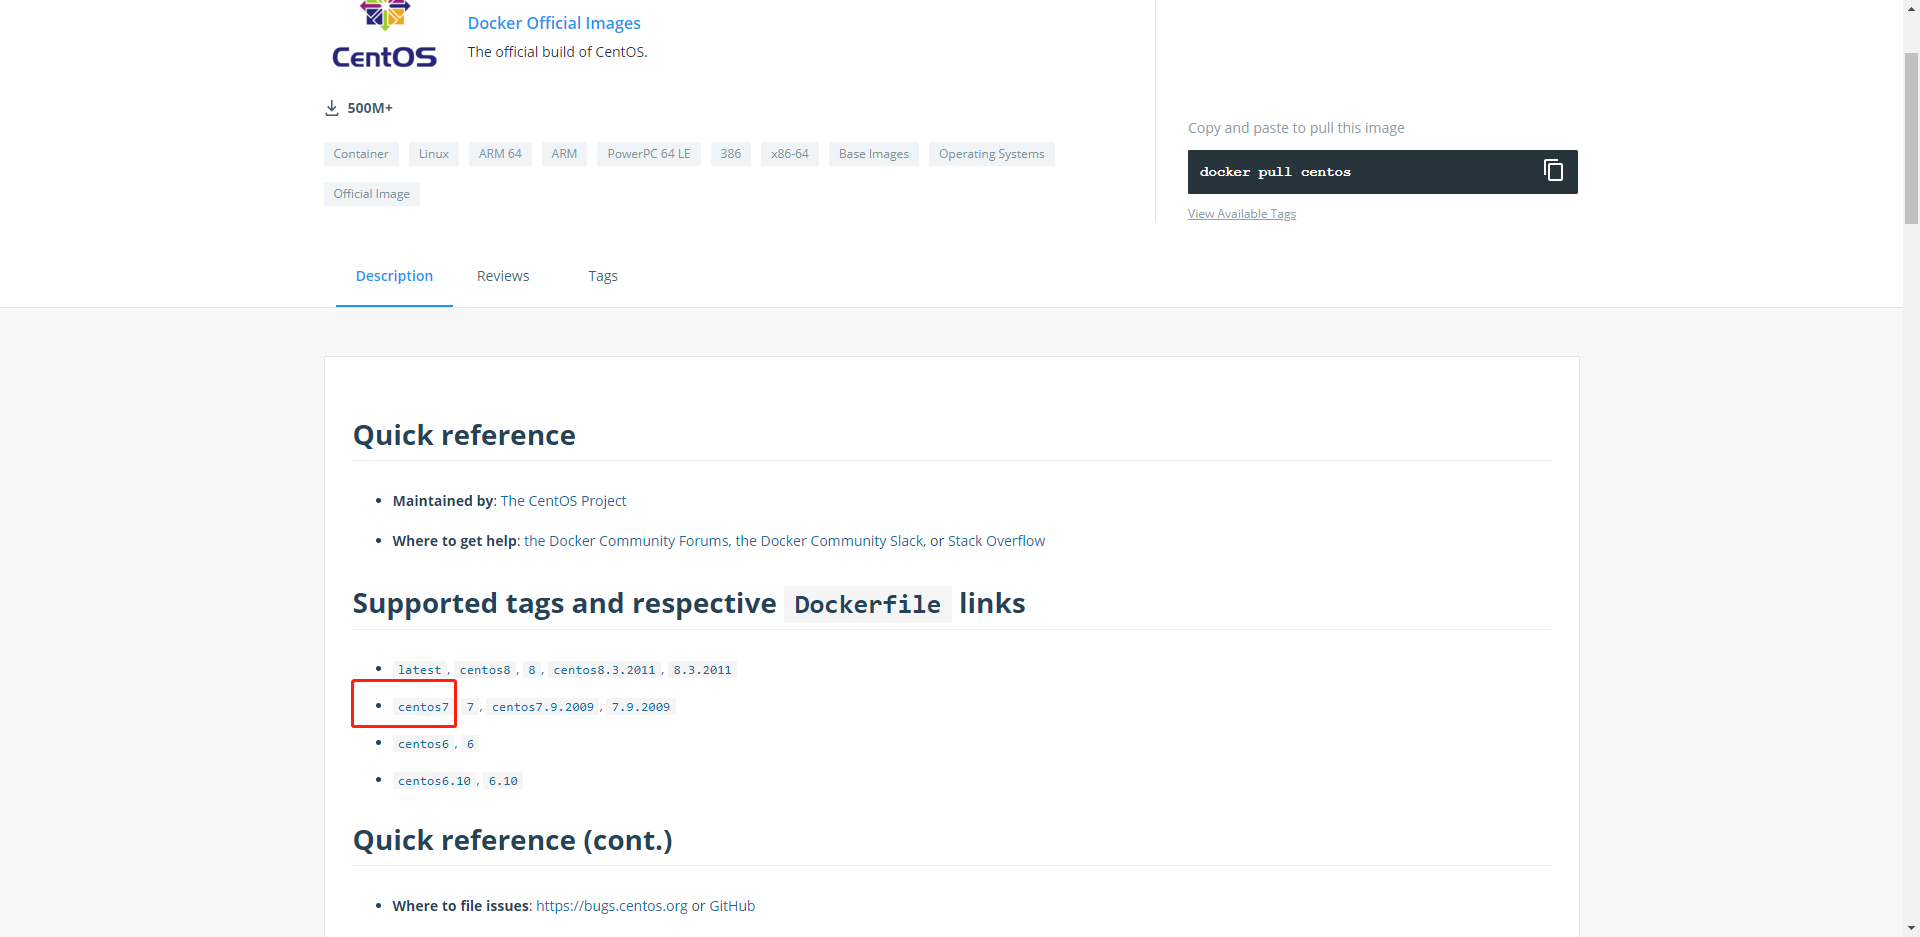 Docker Official Images
CentOS
The official build of CentOS.
500M+
Container Linux ARM 64 ARM PowerPC 64 LE 386 x86-64 Base Images Operating Systems
Official Image
Copy and paste to pull this image
docker pull centos
View Available Tags
Description Reviews Tags
Quick reference
Maintained by: The CentOS Project
Where to get help: the Docker Community Forums, the Docker Community Slack, or Stack Overflow
Supported tags and respective Dockerfile links
latest, centos8, 8, centos8.3.2011, 8.3.2011
centos7 7, centos7.9.2009, 7.9.2009
centos6, 6
centos6.10, 6.10
Quick reference (cont.)
Where to file issues: https://bugs.centos.org or GitHub